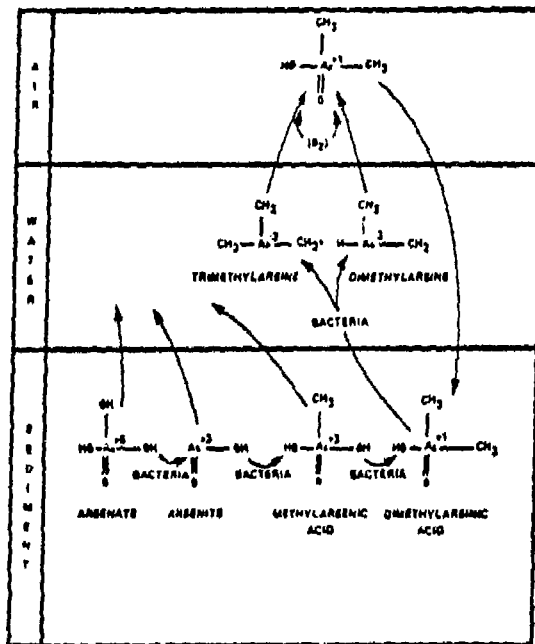 AIR
CH3
HO As+1 CH3
O
(O2)
WATER
CH3 CH3
CH3 As-3 CH3 H As-3 CH3
TRIMETHYLARSINE DIMETHYLARSINE
BACTERIA
SEDIMENT
OH CH3 CH3
HO As+5 OH As+3 OH HO As+3 OH HO As+1 CH3
O O O O
BACTERIA BACTERIA BACTERIA
ARSENATE ARSENITE METHYLARSENIC DIMETHYLARSINIC
ACID ACID